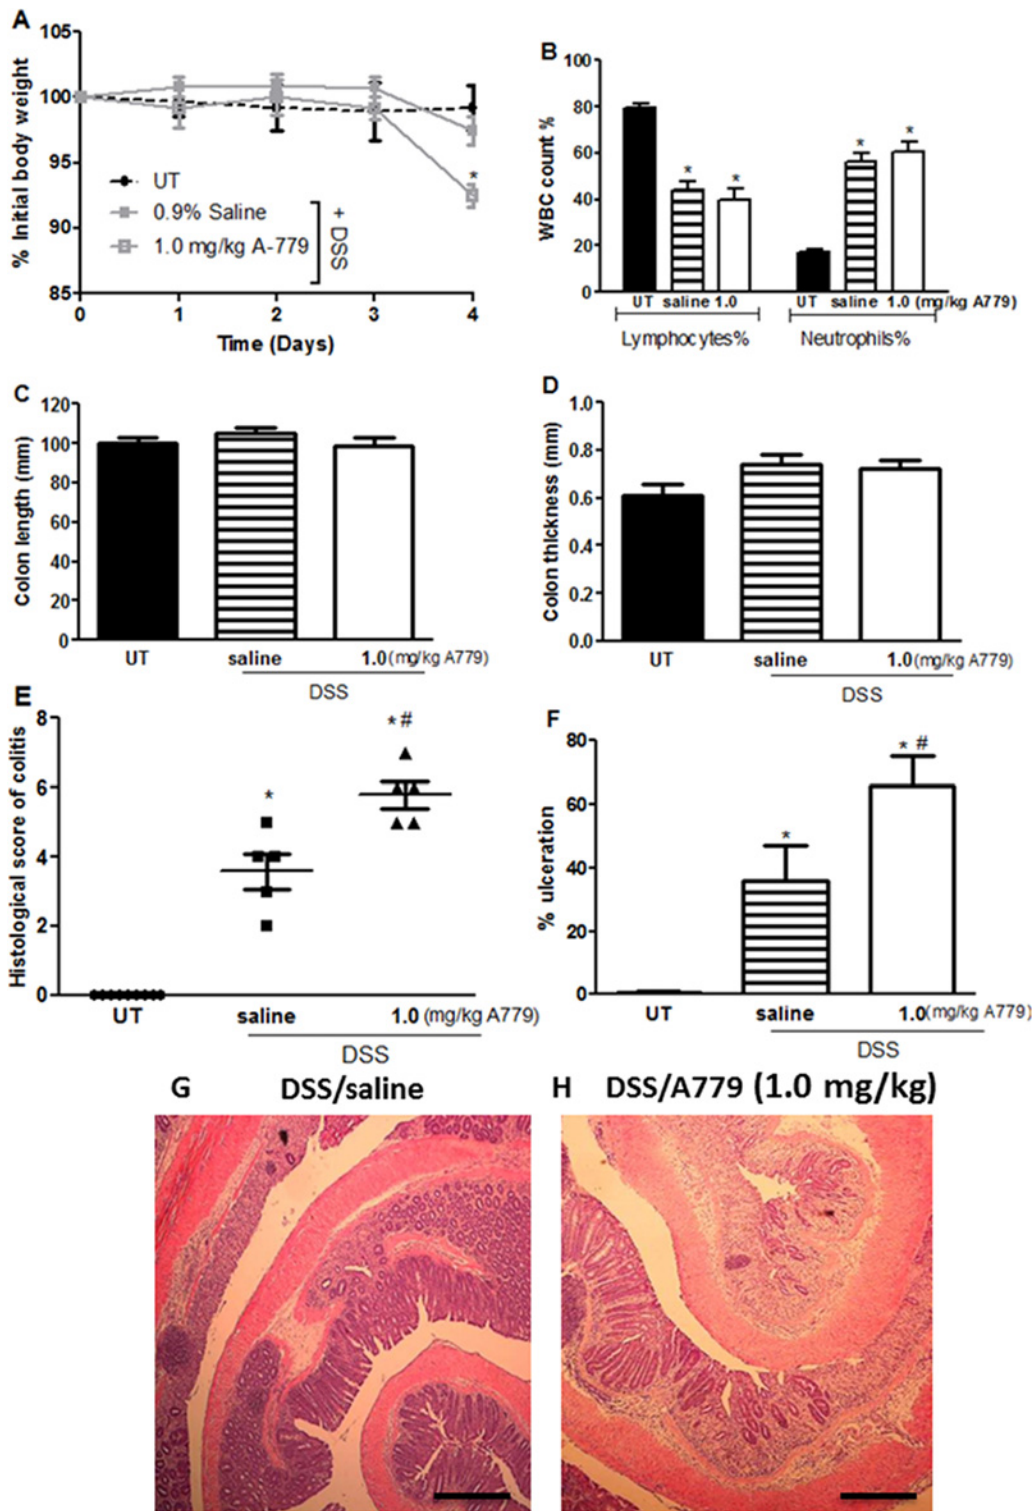 A
105
100
95
90
85
% Initial body weight
UT
0.9% Saline
1.0 mg/kg A-779
+ DSS
*
0 1 2 3 4
Time (Days)
B
100
80
60
40
20
0
WBC count %
* * * *
UT saline 1.0 UT saline 1.0 (mg/kg A779)
Lymphocytes% Neutrophils%
C
120
100
80
60
40
20
0
Colon length (mm)
UT saline 1.0 (mg/kg A779)
DSS
D
1.0
0.8
0.6
0.4
0.2
0.0
Colon thickness (mm)
UT saline 1.0 (mg/kg A779)
DSS
E
8
6
4
2
0
Histological score of colitis
*
* #
UT saline 1.0 (mg/kg A779)
DSS
F
80
60
40
20
0
% ulceration
*
* #
UT saline 1.0 (mg/kg A779)
DSS
G DSS/saline
H DSS/A779 (1.0 mg/kg)